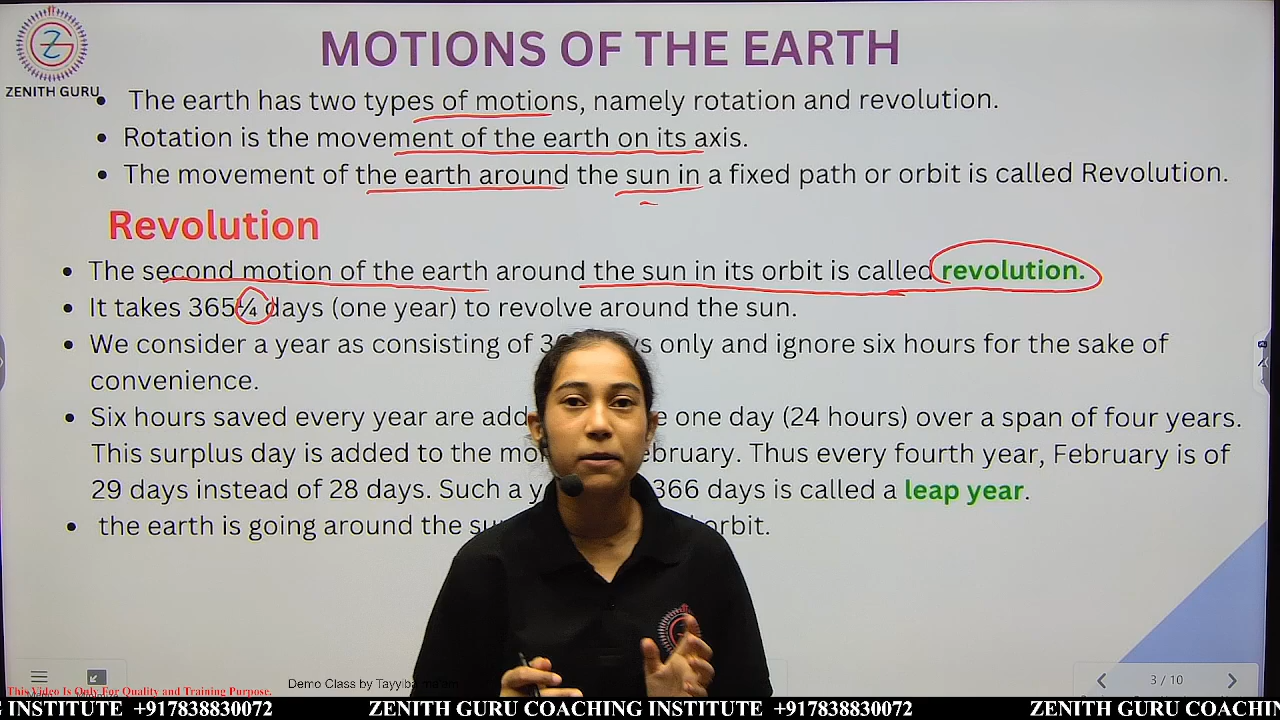 MOTIONS OF THE EARTH
ZENITH GURU
The earth has two types of motions, namely rotation and revolution.
Rotation is the movement of the earth on its axis.
The movement of the earth around the sun in a fixed path or orbit is called Revolution.
Revolution
The second motion of the earth around the sun in its orbit is called revolution.
It takes 365¼ days (one year) to revolve around the sun.
We consider a year as consisting of only and ignore six hours for the sake of
convenience.
Six hours saved every year are one day (24 hours) over a span of four years.
This surplus day is added to the Thus every fourth year, February is of
29 days instead of 28 days. Such a 366 days is called a leap year.
the earth is going around the orbit.
3 / 10
Demo Class by Tayyiba
This Video Is Only For Quality and Training Purpose.
G INSTITUTE +917838830072 ZENITH GURU COACHING INSTITUTE +917838830072 ZENITH GURU COACHIN